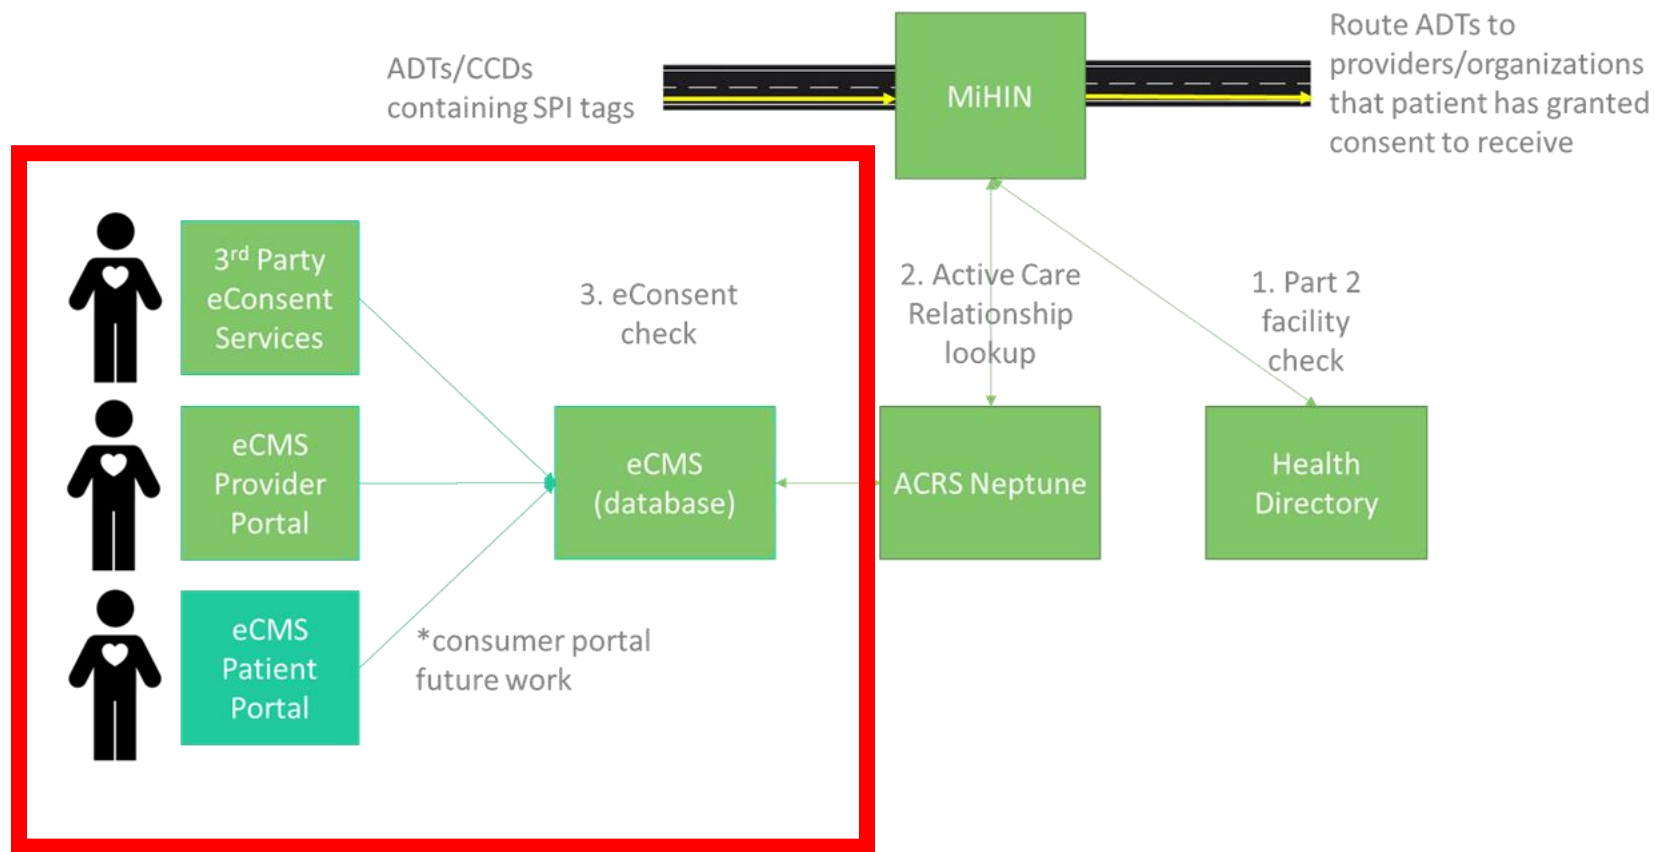 ADTs/CCDs
containing SPI tags
MiHIN
Route ADTs to
providers/organizations
that patient has granted
consent to receive
3rd Party
eConsent
Services
3. eConsent
check
2. Active Care
Relationship
lookup
1. Part 2
facility
check
eCMS
Provider
Portal
eCMS
(database)
ACRS Neptune
Health
Directory
eCMS
Patient
Portal
*consumer portal
future work